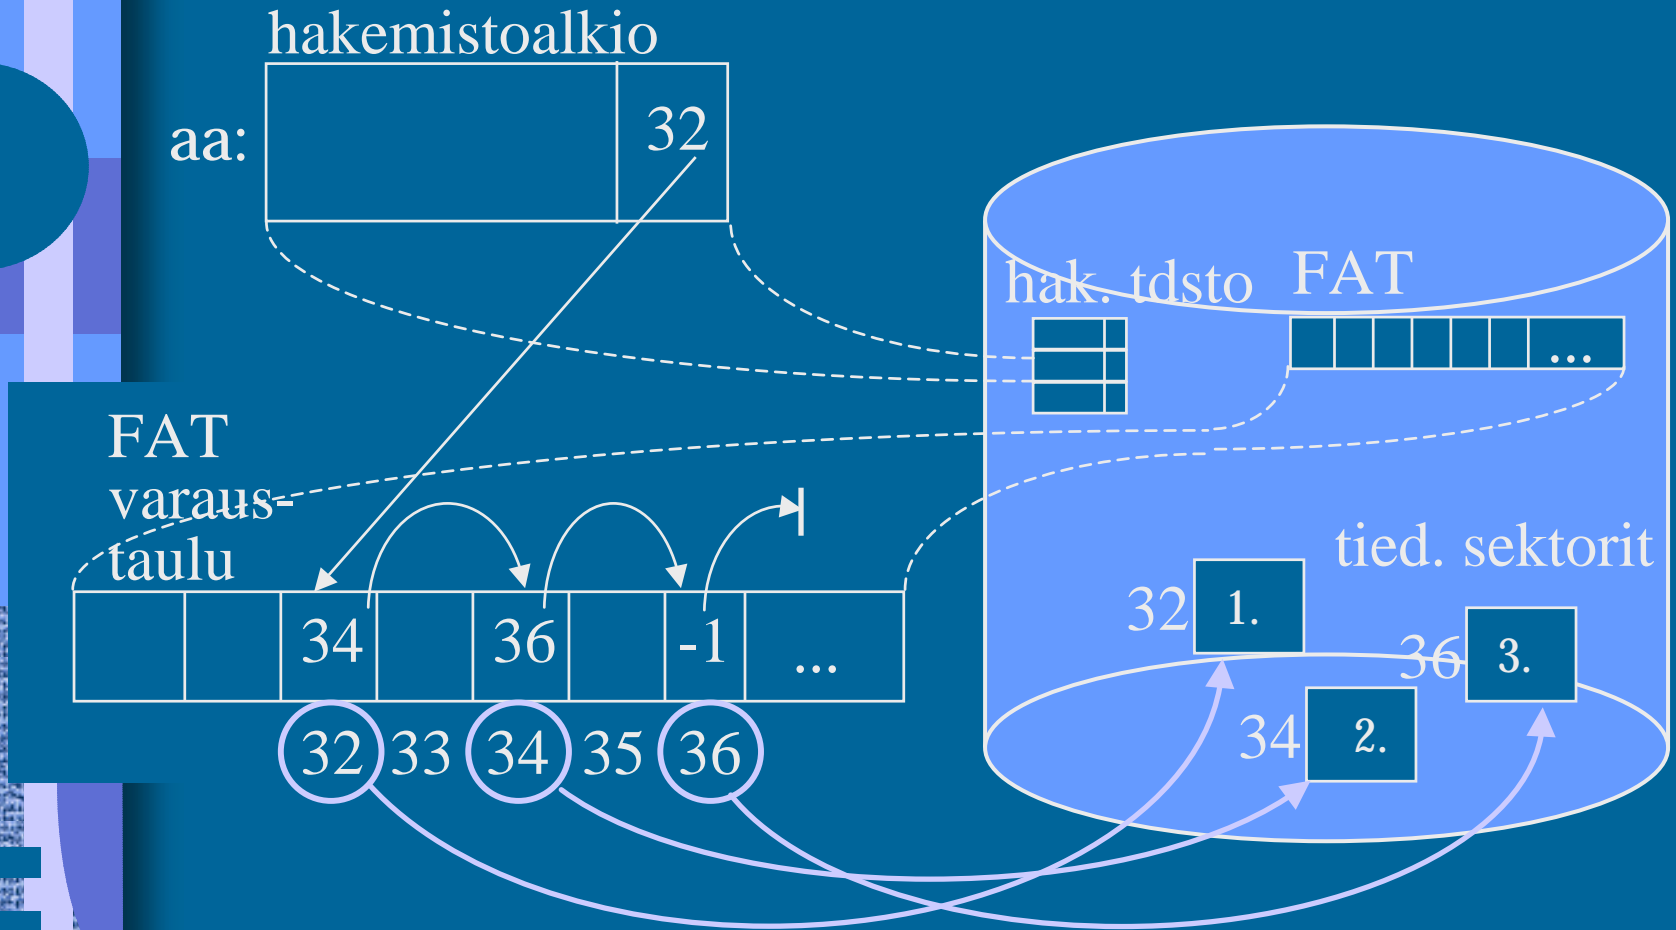 hakemistoalkio
aa:
32
hak. tdsto
FAT
...
FAT
varaus-
taulu
34 36 -1 ...
32 33 34 35 36
tied. sektorit
32 1.
36 3.
34 2.